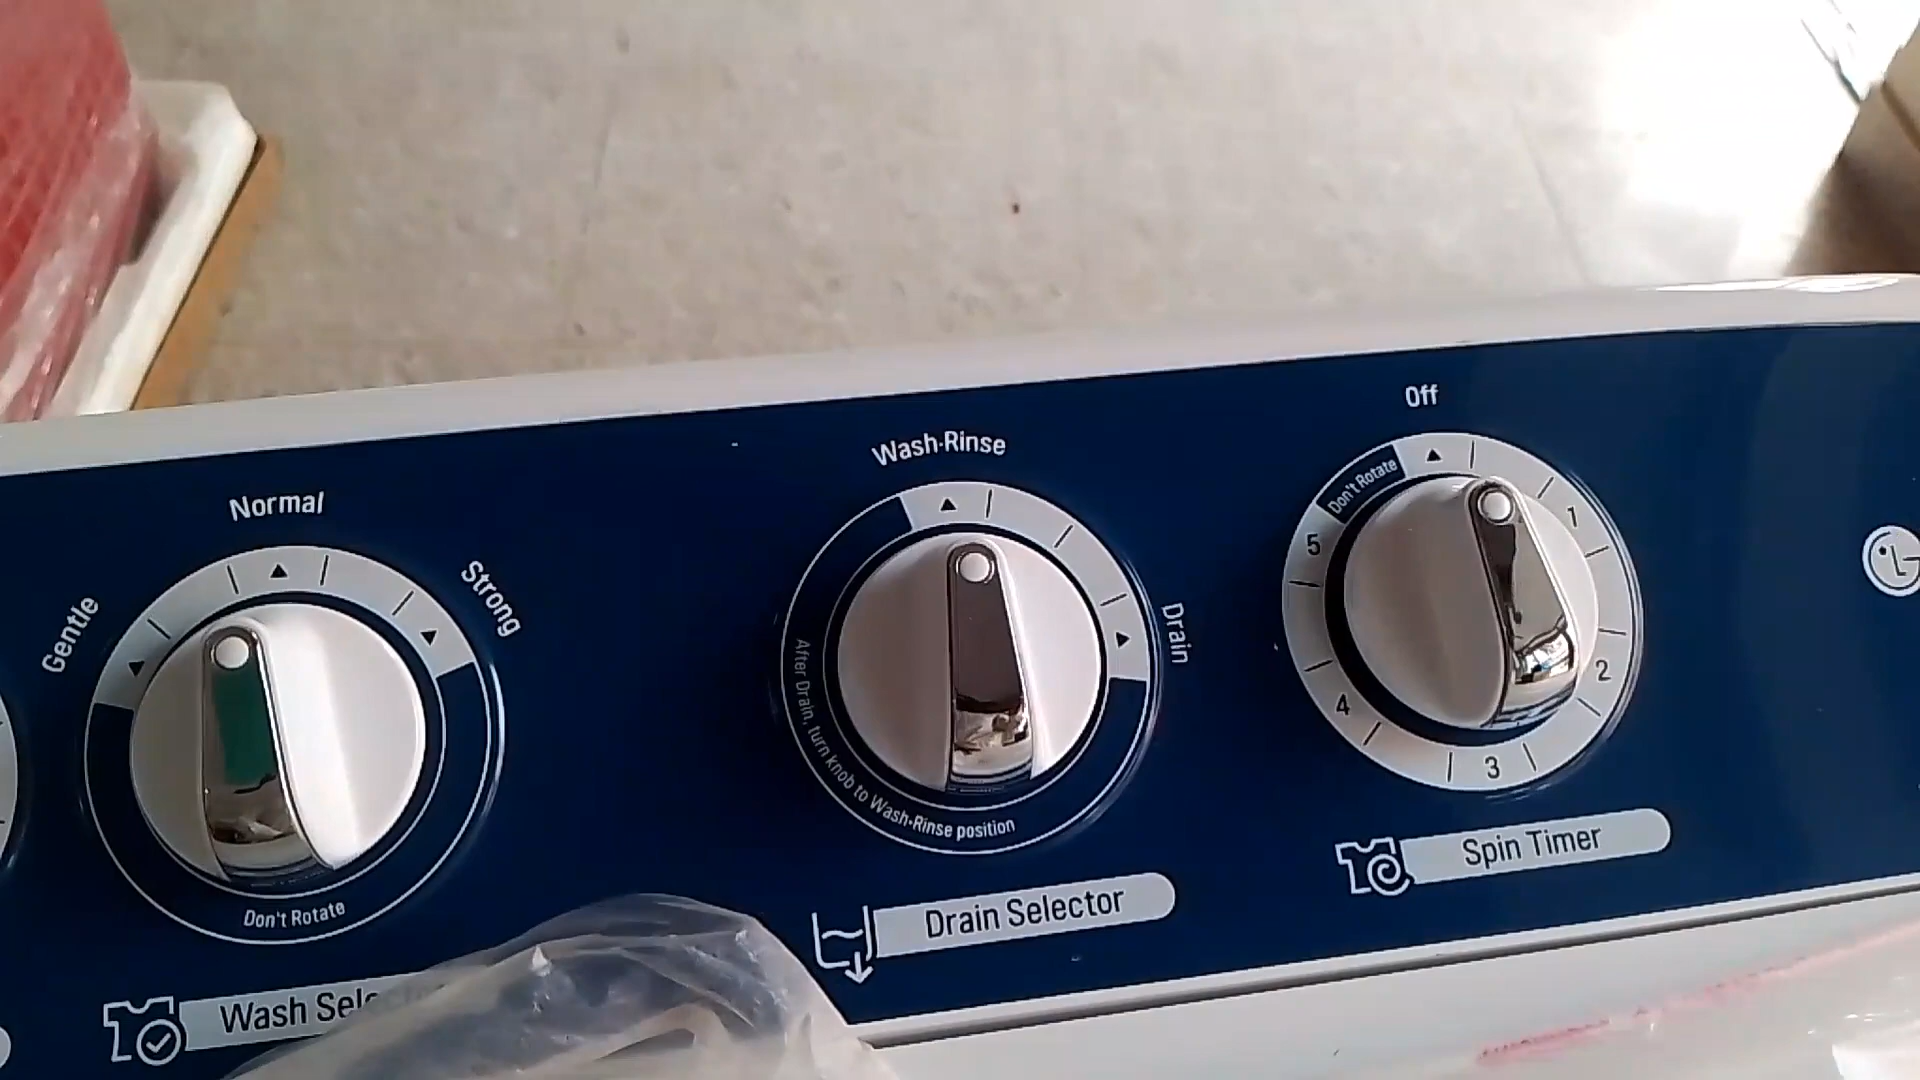 Normal
Gentle
Strong
Don't Rotate
Wash
Wash·Rinse
Drain
After Drain, turn knob to Wash·Rinse position
Drain Selector
Off
Don't Rotate
1
2
3
4
5
Spin Timer
LG